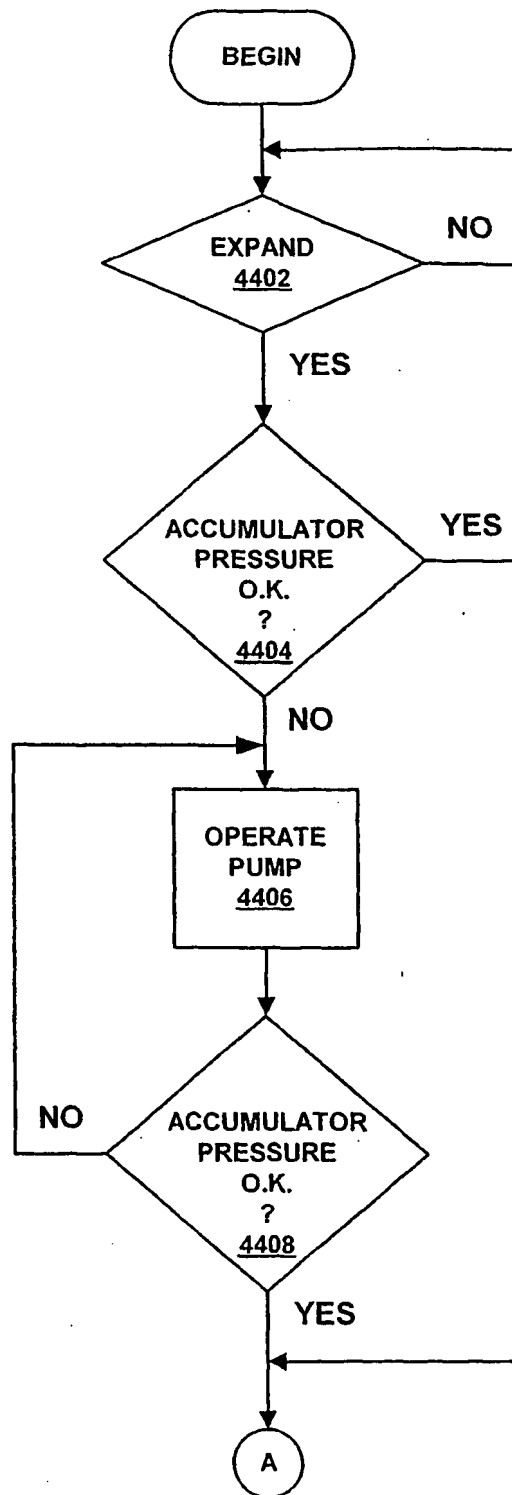 BEGIN
NO
EXPAND
4402
YES
ACCUMULATOR
PRESSURE
O.K.
?
4404
YES
NO
OPERATE
PUMP
4406
NO
ACCUMULATOR
PRESSURE
O.K.
?
4408
YES
A